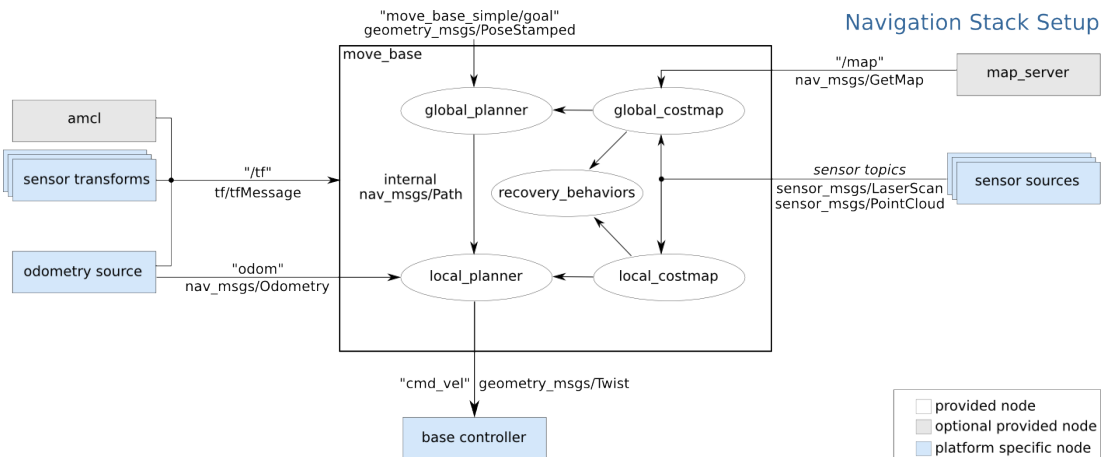 Navigation Stack Setup
"move_base_simple/goal"
geometry_msgs/PoseStamped
move_base
"/map"
nav_msgs/GetMap
map_server
global_planner
global_costmap
amcl
sensor transforms
"/tf"
tf/tfMessage
internal
nav_msgs/Path
recovery_behaviors
sensor topics
sensor_msgs/LaserScan
sensor_msgs/PointCloud
sensor sources
odometry source
"odom"
nav_msgs/Odometry
local_planner
local_costmap
"cmd_vel" geometry_msgs/Twist
base controller
provided node
optional provided node
platform specific node